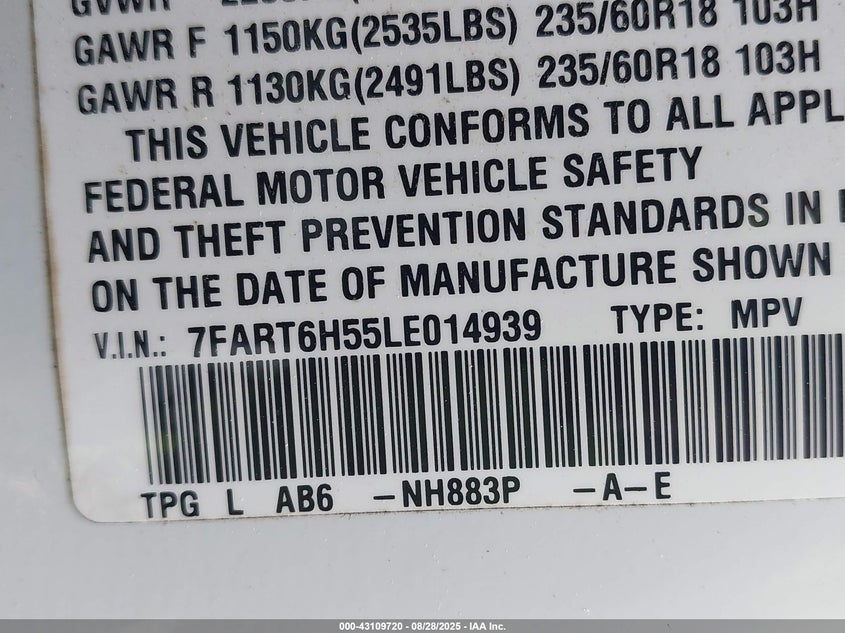 GVWR
GAWR F 1150KG(2535LBS) 235/60R18 103H
GAWR R 1130KG(2491LBS) 235/60R18 103H
THIS VEHICLE CONFORMS TO ALL APPL
FEDERAL MOTOR VEHICLE SAFETY
AND THEFT PREVENTION STANDARDS IN
ON THE DATE OF MANUFACTURE SHOWN
V.I.N.: 7FART6H55LE014939 TYPE: MPV
TPG L AB6 -NH883P -A-E
000-43109720 - 08/28/2025 - IAA Inc.